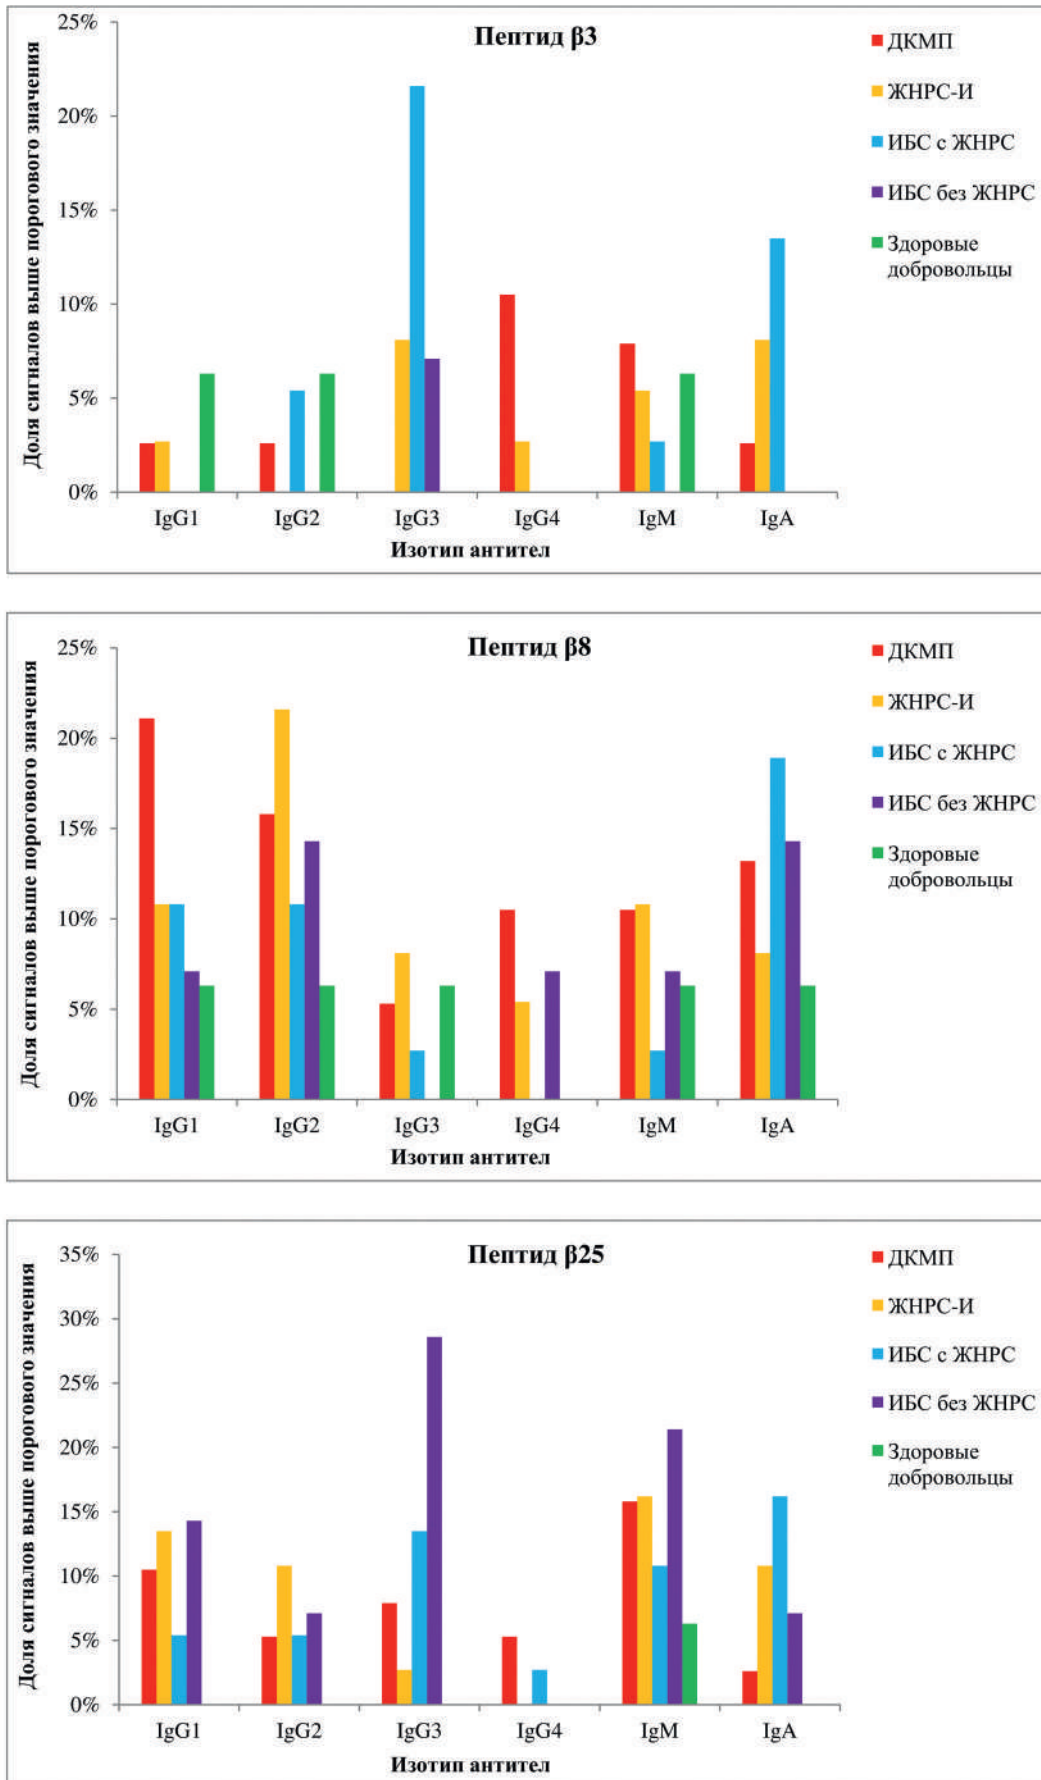 Пептид β3
Доля сигналов выше порогового значения
25%
20%
15%
10%
5%
0%
IgG1 IgG2 IgG3 IgG4 IgM IgA
Изотип антител
ДКМП
ЖНРС-И
ИБС с ЖНРС
ИБС без ЖНРС
Здоровые
добровольцы
Пептид β8
Доля сигналов выше порогового значения
25%
20%
15%
10%
5%
0%
IgG1 IgG2 IgG3 IgG4 IgM IgA
Изотип антител
ДКМП
ЖНРС-И
ИБС с ЖНРС
ИБС без ЖНРС
Здоровые
добровольцы
Пептид β25
Доля сигналов выше порогового значения
35%
30%
25%
20%
15%
10%
5%
0%
IgG1 IgG2 IgG3 IgG4 IgM IgA
Изотип антител
ДКМП
ЖНРС-И
ИБС с ЖНРС
ИБС без ЖНРС
Здоровые
добровольцы